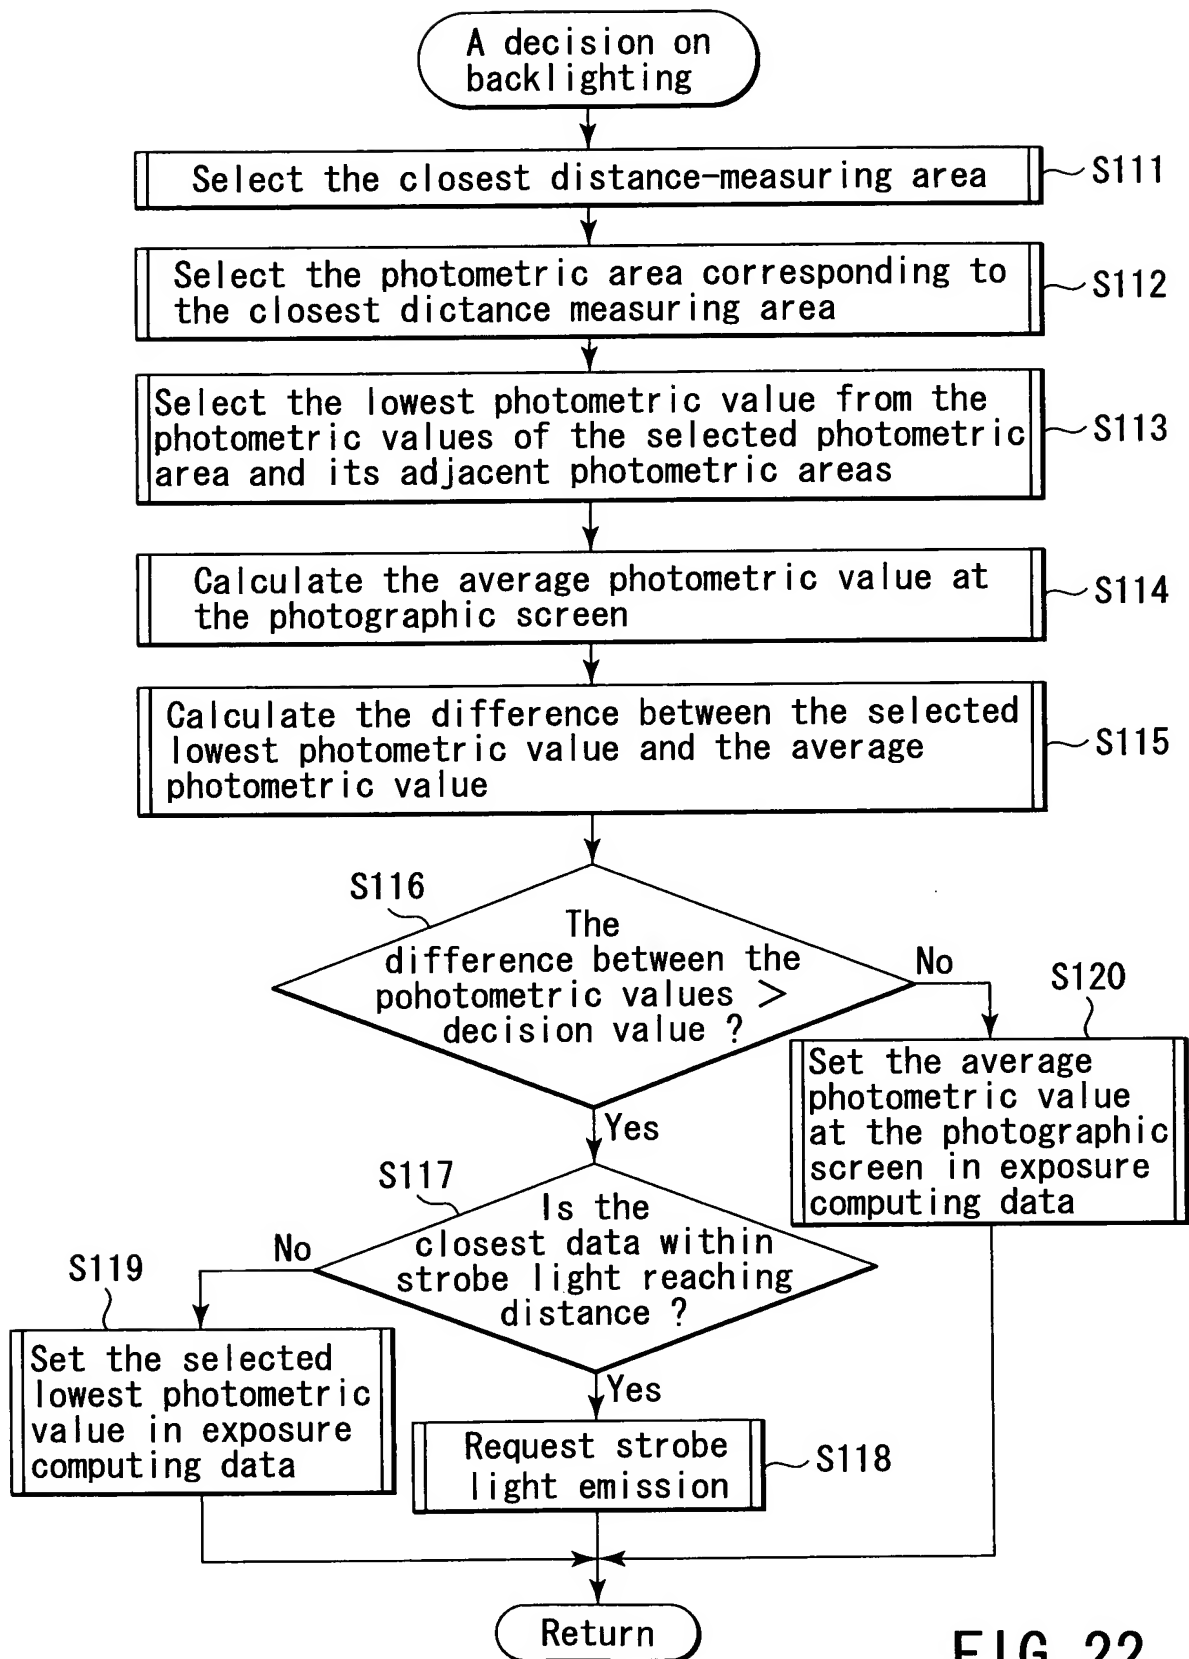 A decision on
backlighting
Select the closest distance-measuring area
S111
Select the photometric area corresponding to
the closest dictance measuring area
S112
Select the lowest photometric value from the
photometric values of the selected photometric
area and its adjacent photometric areas
S113
Calculate the average photometric value at
the photographic screen
S114
Calculate the difference between the selected
lowest photometric value and the average
photometric value
S115
S116
The
difference between the
pohotometric values >
decision value ?
No
Yes
S120
Set the average
photometric value
at the photographic
screen in exposure
computing data
S117
Is the
closest data within
strobe light reaching
distance ?
No
Yes
S119
Set the selected
lowest photometric
value in exposure
computing data
Request strobe
light emission
S118
Return
FIG. 22